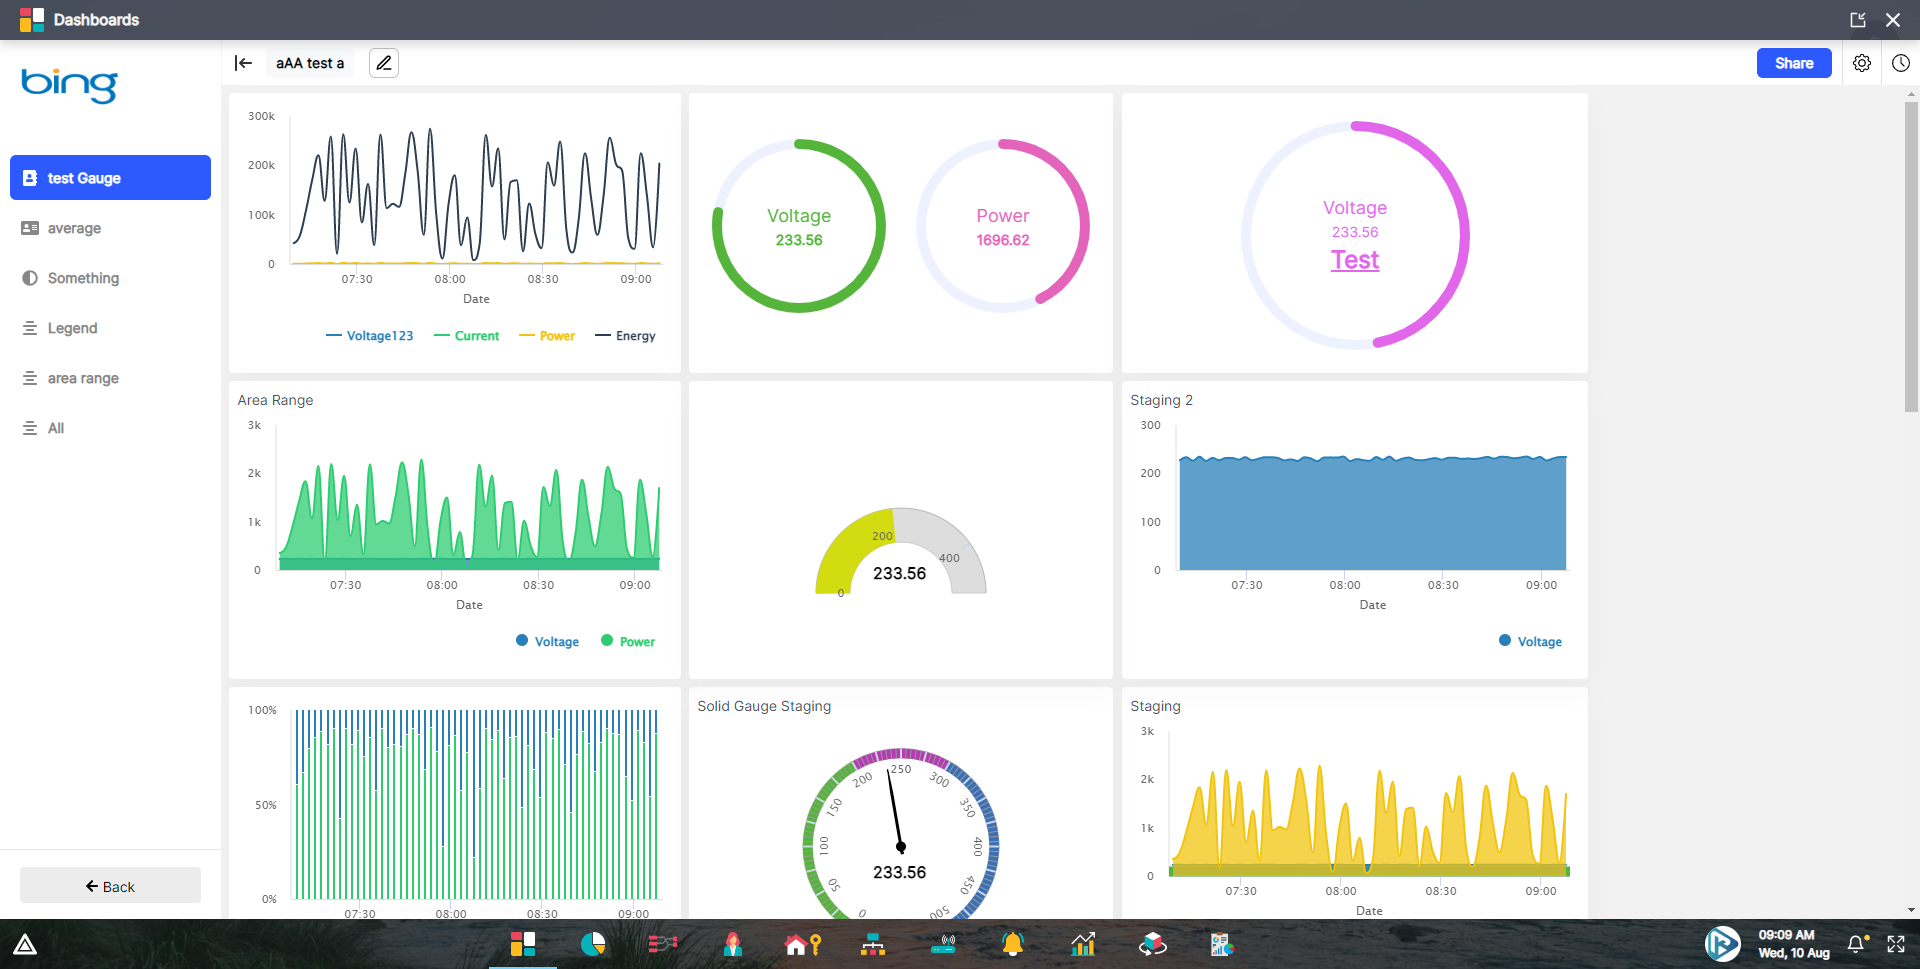 Dashboards
bing
aAA test a
Share
test Gauge
average
Something
Legend
area range
All
Back
300k
200k
100k
0
07:30 08:00 08:30 09:00
Date
Voltage123 Current Power Energy
Voltage
233.56
Power
1696.62
Voltage
233.56
Test
Area Range
3k
2k
1k
0
07:30 08:00 08:30 09:00
Date
Voltage Power
200
400
233.56
0
Staging 2
300
200
100
0
07:30 08:00 08:30 09:00
Date
Voltage
100%
50%
0%
07:30 08:00 08:30 09:00
Solid Gauge Staging
0 50 100 150 200 250 300 350 400 450 500
233.56
Staging
3k
2k
1k
0
07:30 08:00 08:30 09:00
Date
09:09 AM
Wed, 10 Aug